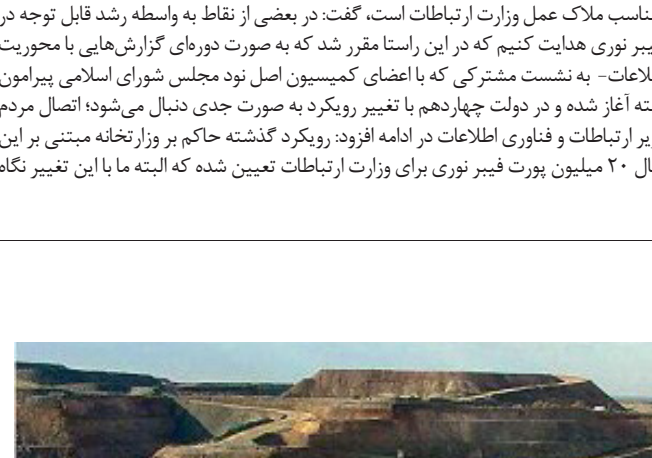 ناسب ملاک عمل وزارت ارتباطات است، گفت: در بعضی از نقاط به واسطه رشد قابل توجه در
یبر نوری هدایت کنیم که در این راستا مقرر شد که به صورت دوره‌ای گزارش‌هایی با محوریت
لاعات- به نشست مشترکی که با اعضای کمیسیون اصل نود مجلس شورای اسلامی پیرامون
ته آغاز شده و در دولت چهاردهم با تغییر رویکرد به صورت جدی دنبال می‌شود؛ اتصال مردم
یر ارتباطات و فناوری اطلاعات در ادامه افزود: رویکرد گذشته حاکم بر وزارتخانه مبتنی بر این
ال ۲۰ میلیون پورت فیبر نوری برای وزارت ارتباطات تعیین شده که البته ما با این تغییر نگاه